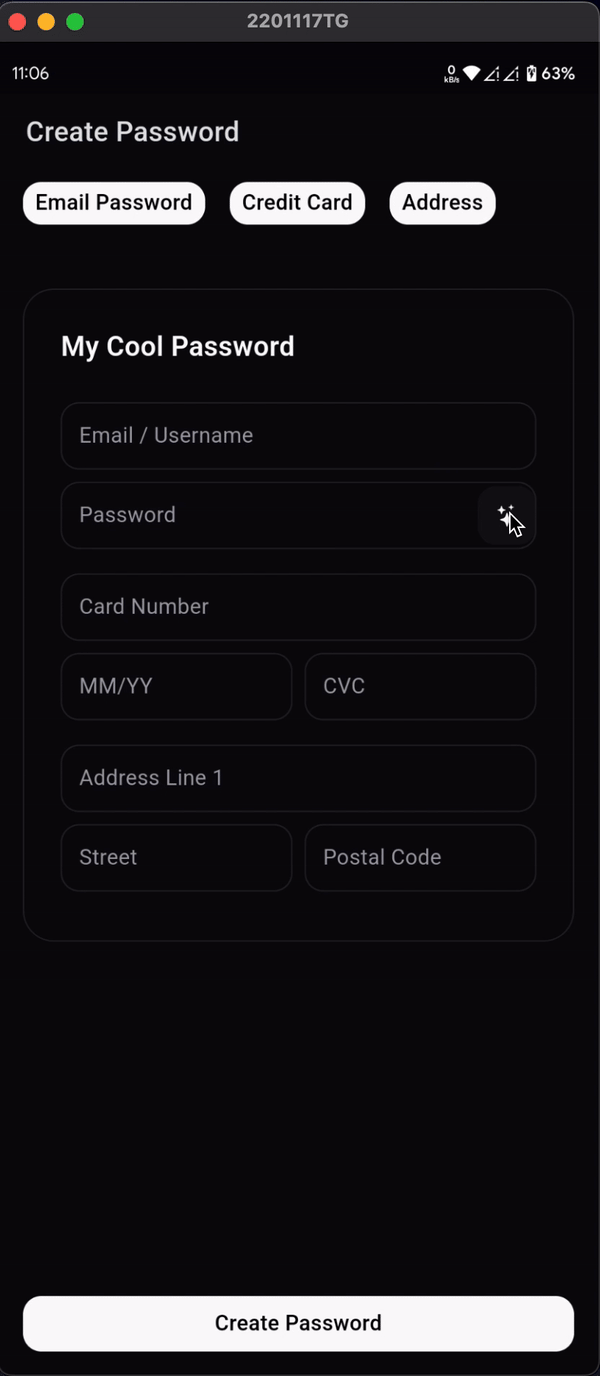 2201117TG
11:06 0 kB/s 63%
Create Password
Email Password Credit Card Address
My Cool Password
Email / Username
Password
Card Number
MM/YY CVC
Address Line 1
Street Postal Code
Create Password